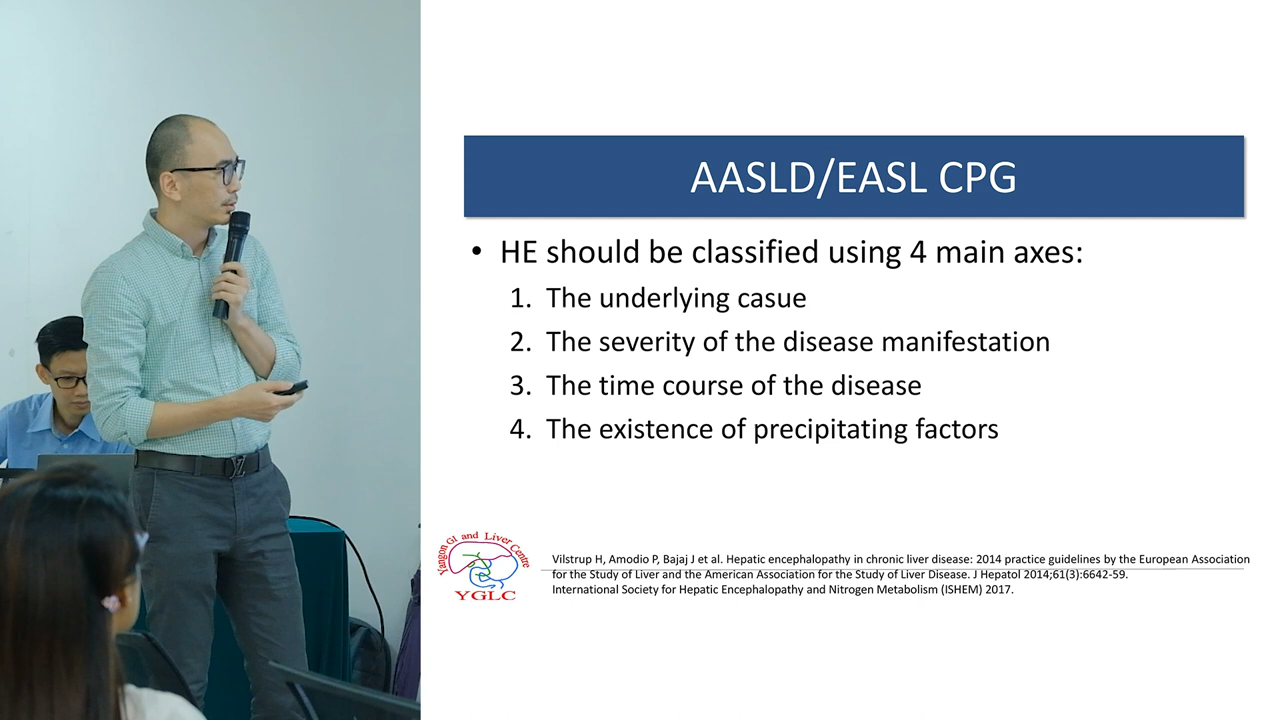 AASLD/EASL CPG
• HE should be classified using 4 main axes:
1. The underlying casue
2. The severity of the disease manifestation
3. The time course of the disease
4. The existence of precipitating factors
Yangon GI and Liver Centre
YGLC
Vilstrup H, Amodio P, Bajaj J et al. Hepatic encephalopathy in chronic liver disease: 2014 practice guidelines by the European Association
for the Study of Liver and the American Association for the Study of Liver Disease. J Hepatol 2014;61(3):6642-59.
International Society for Hepatic Encephalopathy and Nitrogen Metabolism (ISHEM) 2017.